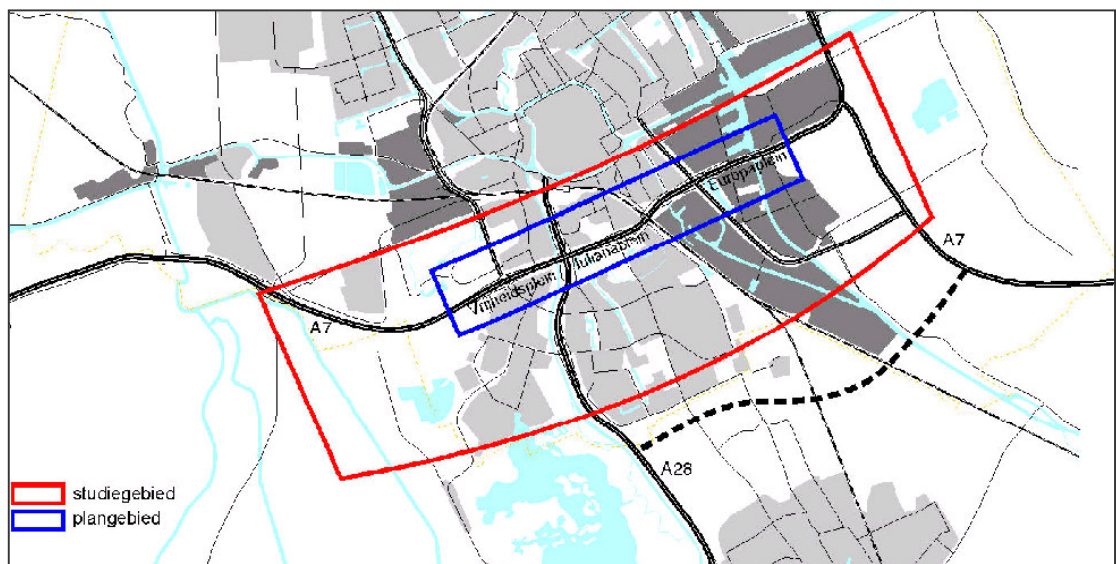 Europaplein
Vrijheidsplein
Julianaplein
A7
A7
A28
studiegebied
plangebied